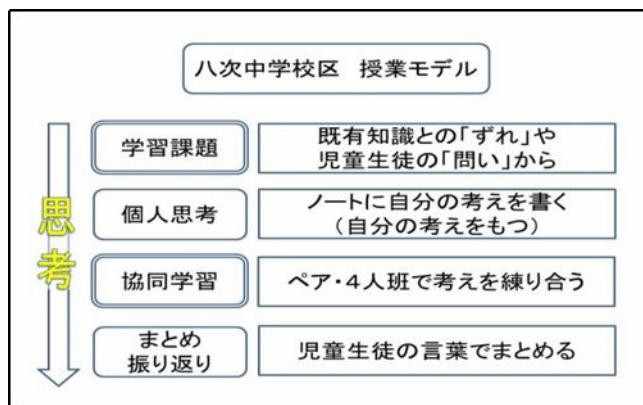 八次中学校区　授業モデル
思考
学習課題
既有知識との「ずれ」や
児童生徒の「問い」から
個人思考
ノートに自分の考えを書く
（自分の考えをもつ）
協同学習
ペア・４人班で考えを練り合う
まとめ
振り返り
児童生徒の言葉でまとめる